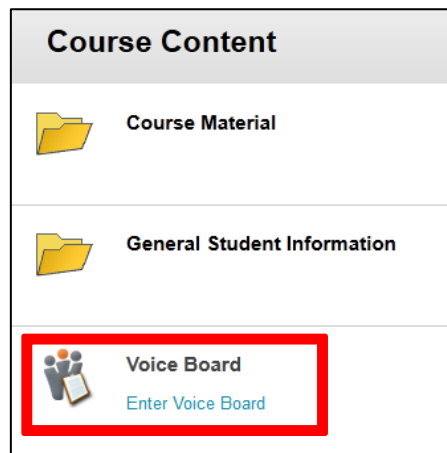 Course Content
Course Material
General Student Information
Voice Board
Enter Voice Board